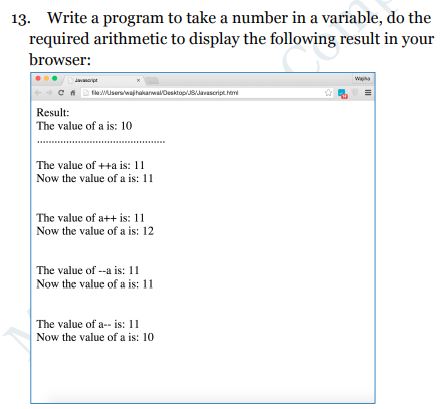 13. Write a program to take a number in a variable, do the
required arithmetic to display the following result in your
browser:
Javascript
Wajiha
file:///Users/wajihakanwal/Desktop/JS/Javascript.html
Result:
The value of a is: 10
.............................................
The value of ++a is: 11
Now the value of a is: 11
The value of a++ is: 11
Now the value of a is: 12
The value of --a is: 11
Now the value of a is: 11
The value of a-- is: 11
Now the value of a is: 10